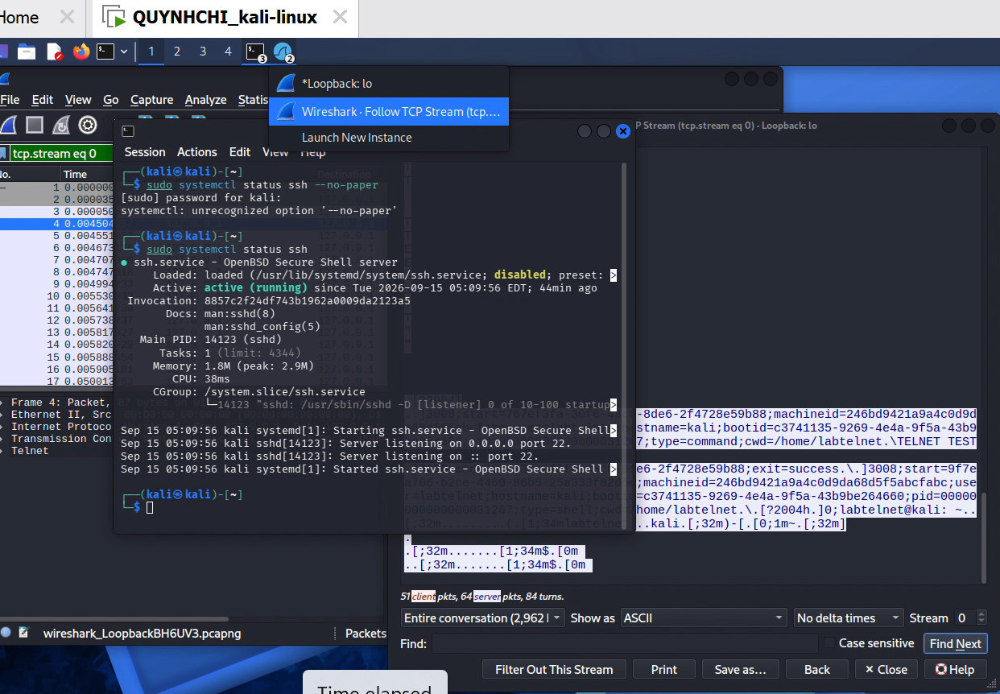 Home
QUYNHCHI_kali-linux
1 2 3 4 3 2
*Loopback: lo
Wireshark · Follow TCP Stream (tcp....
Launch New Instance
File Edit View Go Capture Analyze Statis
P Stream (tcp.stream eq 0) · Loopback: lo
tcp.stream eq 0
No. Time Destination
1 0.000000
2 0.000035
3 0.000050
4 0.004504
5 0.004551
6 0.004673
7 0.004707
8 0.004747
9 0.004994
10 0.005530
11 0.005641
12 0.005738
13 0.005817
14 0.005820
15 0.005888
16 0.005905
17 0.050013
Session Actions Edit View Help
┌──(kali㉿kali)-[~]
└─$ sudo systemctl status ssh --no-paper
[sudo] password for kali:
systemctl: unrecognized option '--no-paper'
┌──(kali㉿kali)-[~]
└─$ sudo systemctl status ssh
● ssh.service - OpenBSD Secure Shell server
Loaded: loaded (/usr/lib/systemd/system/ssh.service; disabled; preset: >
Active: active (running) since Tue 2026-09-15 05:09:56 EDT; 44min ago
Invocation: 8857c2f24df743b1962a0009da2123a5
Docs: man:sshd(8)
man:sshd_config(5)
Main PID: 14123 (sshd)
Tasks: 1 (limit: 4344)
Memory: 1.8M (peak: 2.9M)
CPU: 38ms
CGroup: /system.slice/ssh.service
└─14123 "sshd: /usr/sbin/sshd -D [listener] 0 of 10-100 startup>
Sep 15 05:09:56 kali systemd[1]: Starting ssh.service - OpenBSD Secure Shell>
Sep 15 05:09:56 kali sshd[14123]: Server listening on 0.0.0.0 port 22.
Sep 15 05:09:56 kali sshd[14123]: Server listening on :: port 22.
Sep 15 05:09:56 kali systemd[1]: Started ssh.service - OpenBSD Secure Shell >
┌──(kali㉿kali)-[~]
└─$
Frame 4: Packet,
Ethernet II, Src
Internet Protoco
Transmission Con
Telnet
-8de6-2f4728e59b88;machineid=246bd9421a9a4c0d9d
stname=kali;bootid=c3741135-9269-4e4a-9f5a-43b9
7;type=command;cwd=/home/labtelnet.\TELNET TEST
e6-2f4728e59b88;exit=success.\.]3008;start=9f7e
;machineid=246bd9421a9a4c0d9da68d5f5abcfabc;use
r=labtelnet;hostname=kali;bootid=c3741135-9269-4e4a-9f5a-43b9be264660;pid=00000
000000000031267;type=shell;cwd=/home/labtelnet.\.[?2004h.]0;labtelnet@kali: ~..
[;32m.........(.[1;34mlabtelnet...kali.[;32m)-[.[0;1m~.[;32m]
.
.[;32m.......[1;34m$.[0m
..[;32m.......[1;34m$.[0m
51 client pkts, 64 server pkts, 84 turns.
Entire conversation (2,962 Show as ASCII No delta times Stream 0
Find: Case sensitive Find Next
Filter Out This Stream Print Save as… Back × Close Help
wireshark_LoopbackBH6UV3.pcapng Packets
Time elapsed